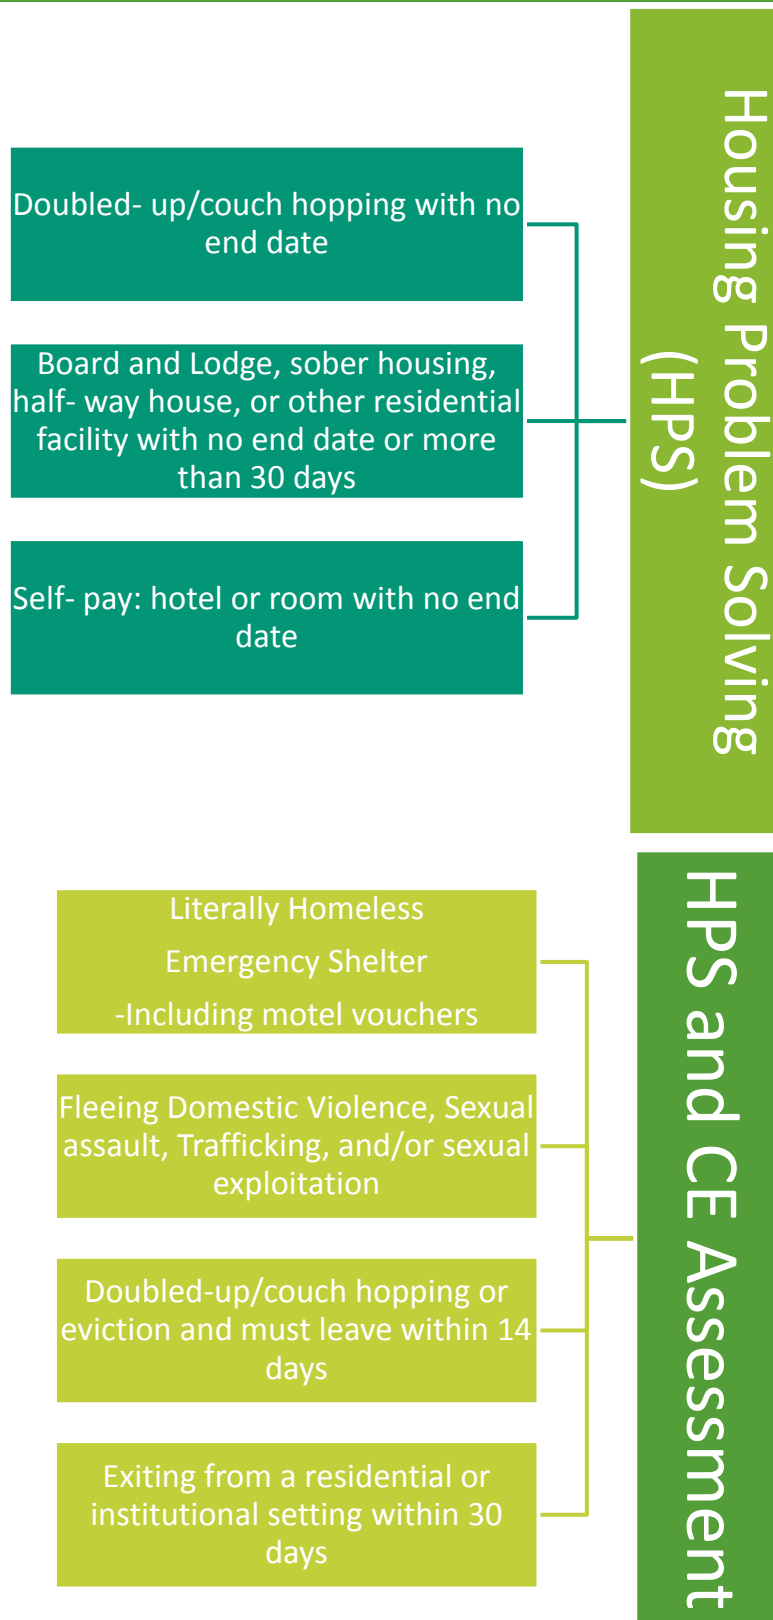 Housing Problem Solving
(HPS)
Doubled- up/couch hopping with no
end date
Board and Lodge, sober housing,
half- way house, or other residential
facility with no end date or more
than 30 days
Self- pay: hotel or room with no end
date
HPS and CE Assessment
Literally Homeless
Emergency Shelter
-Including motel vouchers
Fleeing Domestic Violence, Sexual
assault, Trafficking, and/or sexual
exploitation
Doubled-up/couch hopping or
eviction and must leave within 14
days
Exiting from a residential or
institutional setting within 30
days